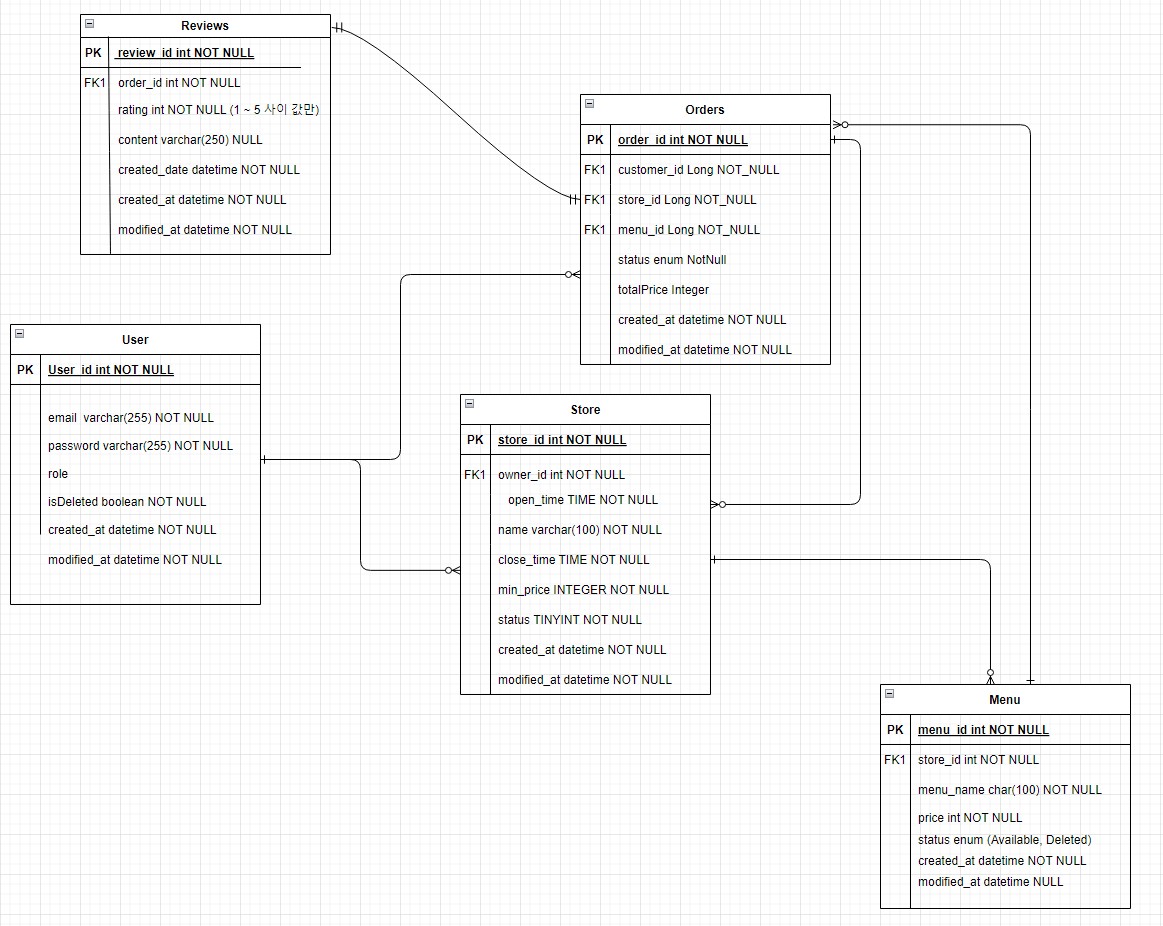 Reviews
PK review_id int NOT NULL
FK1 order_id int NOT NULL
rating int NOT NULL (1 ~ 5 사이 값만)
content varchar(250) NULL
created_date datetime NOT NULL
created_at datetime NOT NULL
modified_at datetime NOT NULL
Orders
PK order_id int NOT NULL
FK1 customer_id Long NOT_NULL
FK1 store_id Long NOT_NULL
FK1 menu_id Long NOT_NULL
status enum NotNull
totalPrice Integer
created_at datetime NOT NULL
modified_at datetime NOT NULL
User
PK User_id int NOT NULL
email varchar(255) NOT NULL
password varchar(255) NOT NULL
role
isDeleted boolean NOT NULL
created_at datetime NOT NULL
modified_at datetime NOT NULL
Store
PK store_id int NOT NULL
FK1 owner_id int NOT NULL
open_time TIME NOT NULL
name varchar(100) NOT NULL
close_time TIME NOT NULL
min_price INTEGER NOT NULL
status TINYINT NOT NULL
created_at datetime NOT NULL
modified_at datetime NOT NULL
Menu
PK menu_id int NOT NULL
FK1 store_id int NOT NULL
menu_name char(100) NOT NULL
price int NOT NULL
status enum (Available, Deleted)
created_at datetime NOT NULL
modified_at datetime NULL